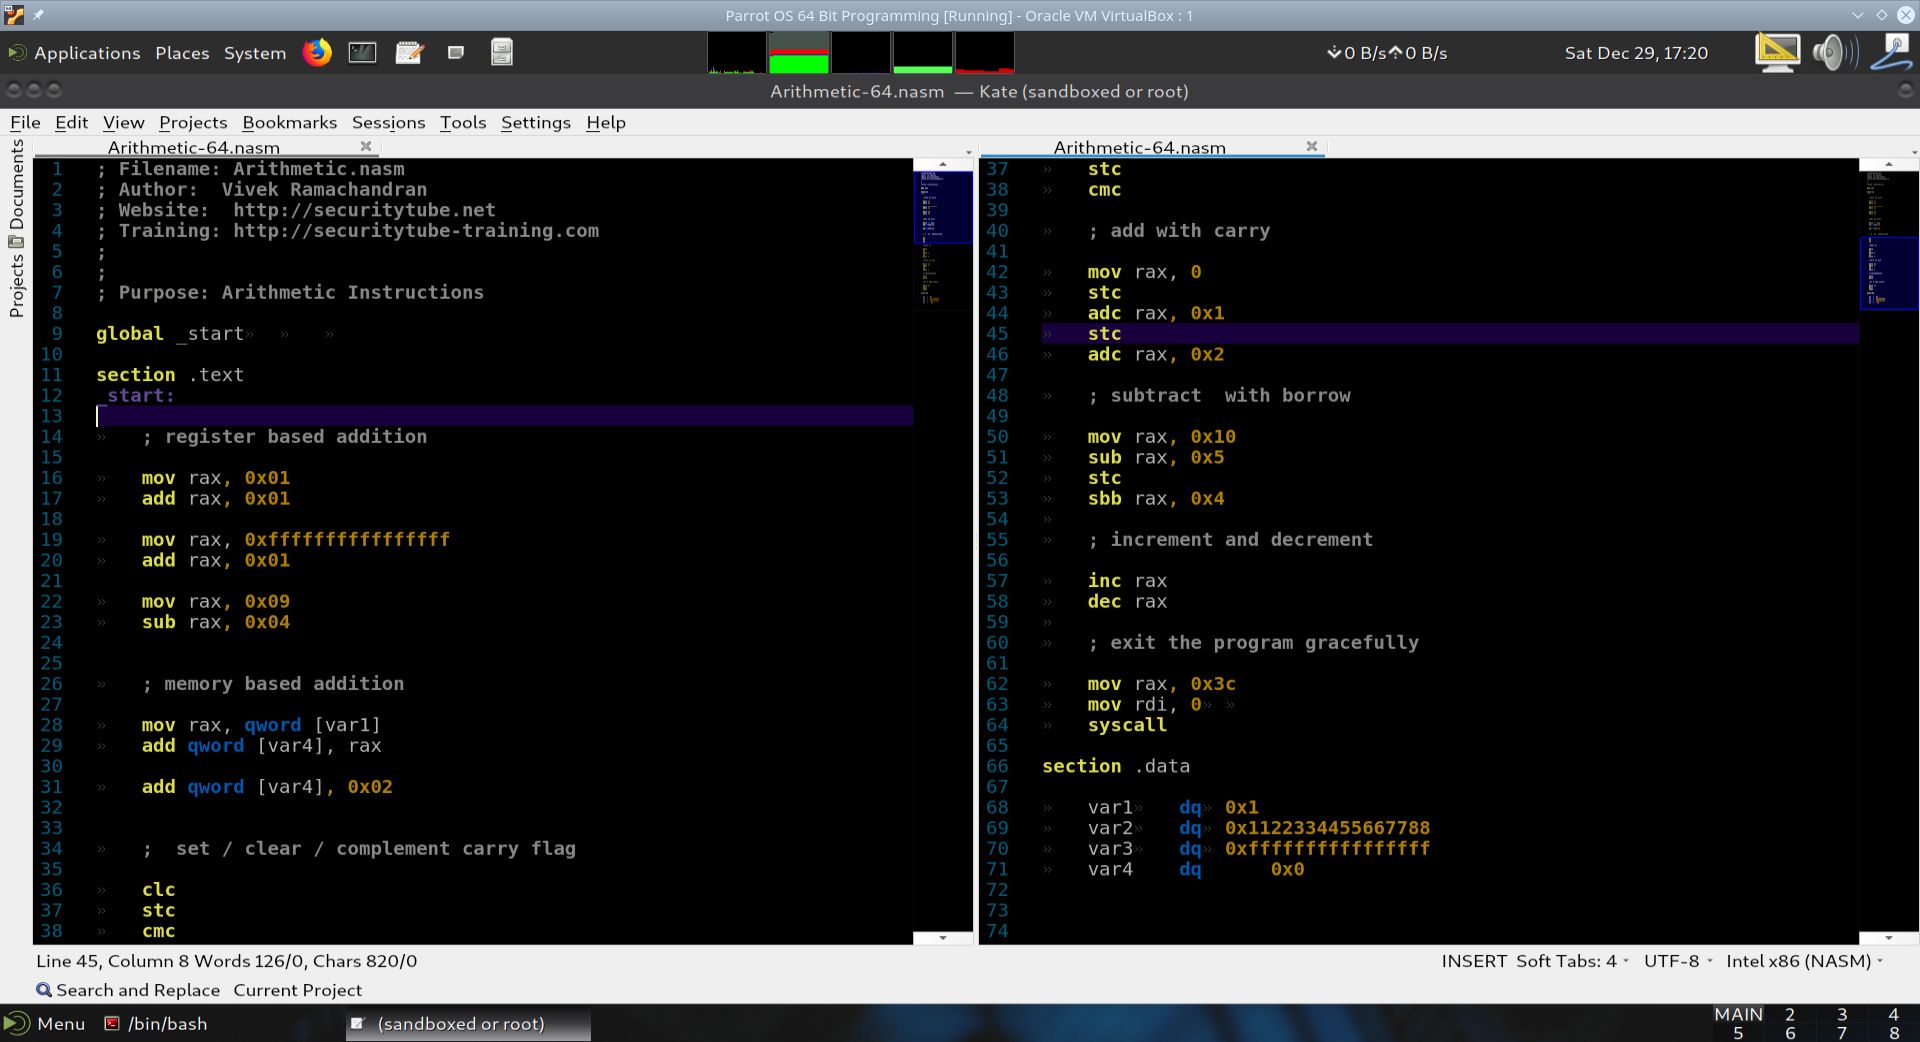 Parrot OS 64 Bit Programming [Running] - Oracle VM VirtualBox : 1
Applications Places System
0 B/s 0 B/s
Sat Dec 29, 17:20
Arithmetic-64.nasm — Kate (sandboxed or root)
File Edit View Projects Bookmarks Sessions Tools Settings Help
Documents
Projects
Arithmetic-64.nasm
1 ; Filename: Arithmetic.nasm
2 ; Author:  Vivek Ramachandran
3 ; Website:  http://securitytube.net
4 ; Training: http://securitytube-training.com
5 ;
6 ;
7 ; Purpose: Arithmetic Instructions
8
9 global _start» » »
10
11 section .text
12 _start:
13
14 » ; register based addition
15
16 » mov rax, 0x01
17 » add rax, 0x01
18
19 » mov rax, 0xffffffffffffffff
20 » add rax, 0x01
21
22 » mov rax, 0x09
23 » sub rax, 0x04
24
25
26 » ; memory based addition
27
28 » mov rax, qword [var1]
29 » add qword [var4], rax
30
31 » add qword [var4], 0x02
32
33
34 » ;  set / clear / complement carry flag
35
36 » clc
37 » stc
38 » cmc
Arithmetic-64.nasm
37 » stc
38 » cmc
39
40 » ; add with carry
41
42 » mov rax, 0
43 » stc
44 » adc rax, 0x1
45 » stc
46 » adc rax, 0x2
47
48 » ; subtract  with borrow
49
50 » mov rax, 0x10
51 » sub rax, 0x5
52 » stc
53 » sbb rax, 0x4
54 »
55 » ; increment and decrement
56
57 » inc rax
58 » dec rax
59 »
60 » ; exit the program gracefully
61
62 » mov rax, 0x3c
63 » mov rdi, 0» »
64 » syscall
65
66 section .data
67
68 » var1» dq» 0x1
69 » var2» dq» 0x1122334455667788
70 » var3» dq» 0xffffffffffffffff
71 » var4 dq 0x0
72
73
74
Line 45, Column 8 Words 126/0, Chars 820/0
INSERT Soft Tabs: 4 UTF-8 Intel x86 (NASM)
Search and Replace Current Project
Menu /bin/bash (sandboxed or root)
MAIN 2 3 4
5 6 7 8